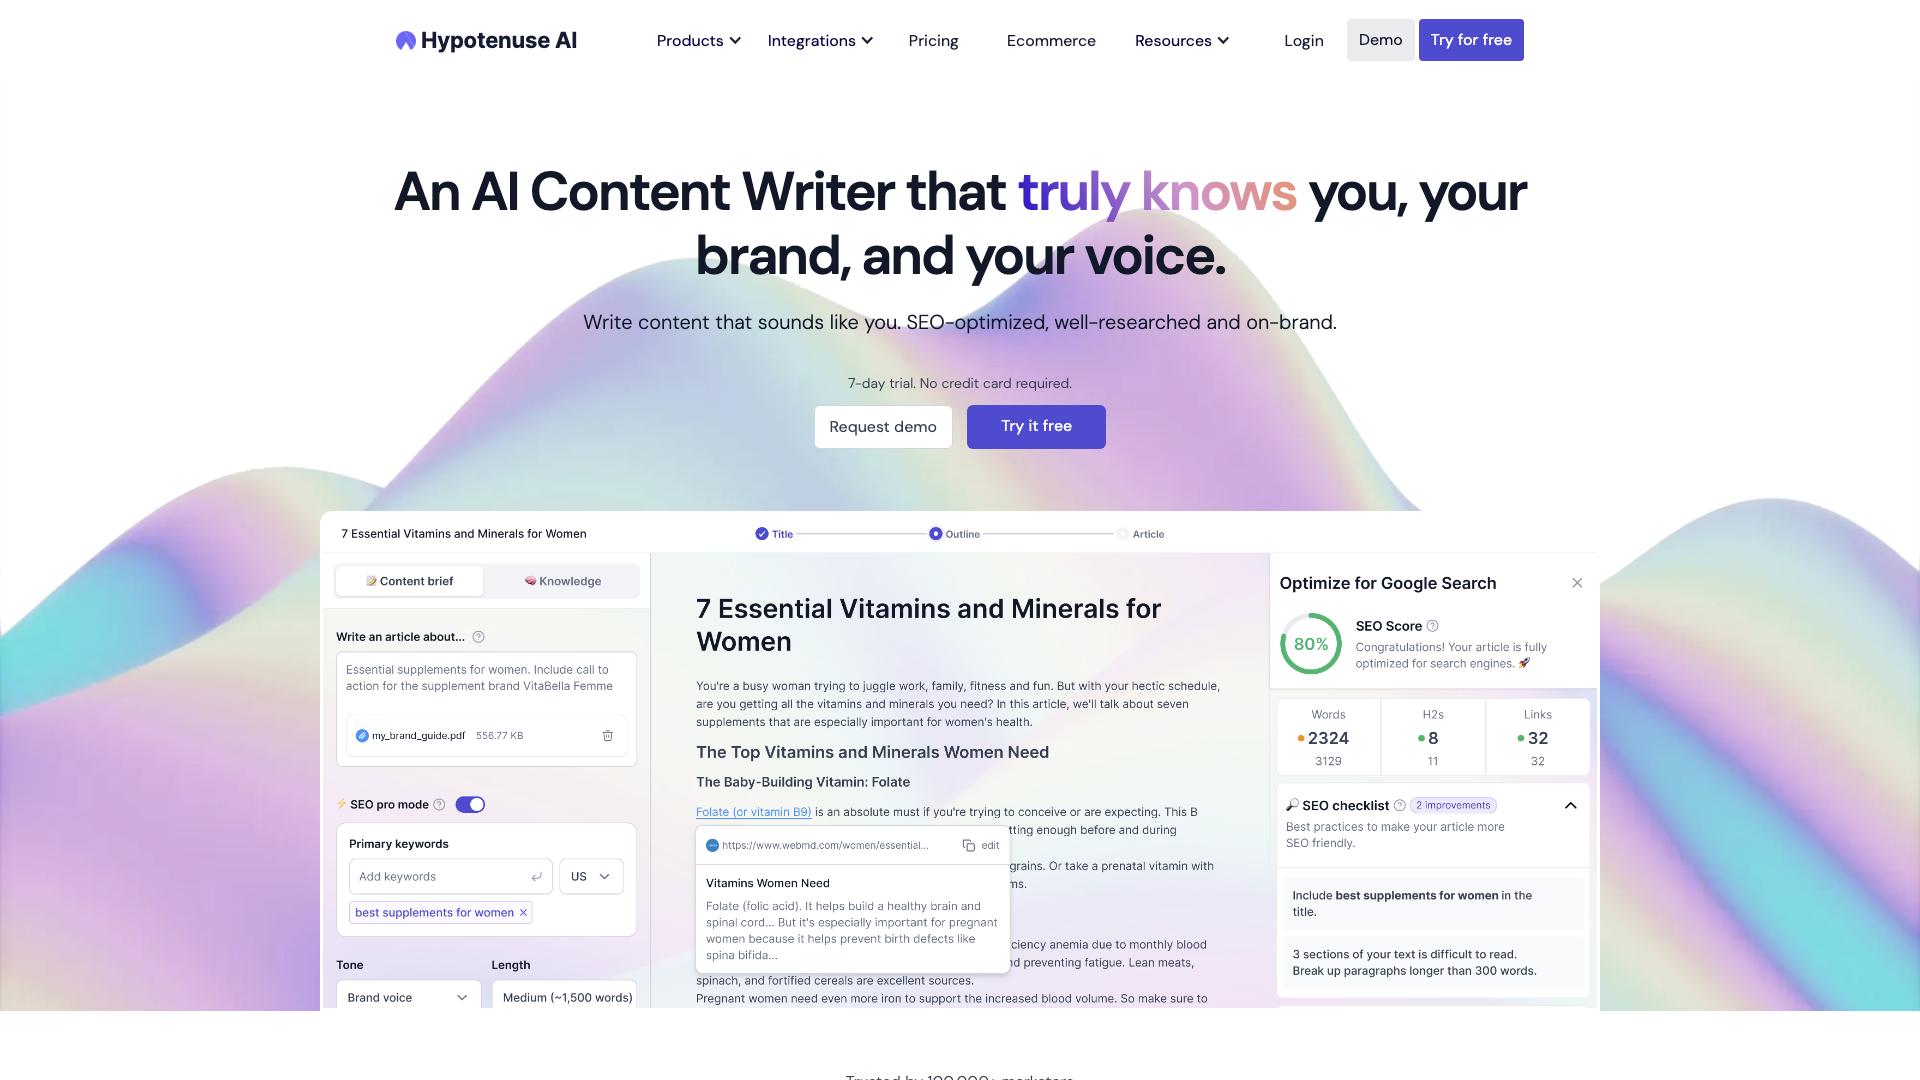 Hypotenuse AI
Products
Integrations
Pricing
Ecommerce
Resources
Login
Demo
Try for free
An AI Content Writer that truly knows you, your
brand, and your voice.
Write content that sounds like you. SEO-optimized, well-researched and on-brand.
7-day trial. No credit card required.
Request demo
Try it free
7 Essential Vitamins and Minerals for Women
Title
Outline
Article
Content brief
Knowledge
Write an article about...
Essential supplements for women. Include call to
action for the supplement brand VitaBella Femme
my_brand_guide.pdf 556.77 KB
SEO pro mode
Primary keywords
Add keywords
US
best supplements for women
Tone
Length
Brand voice
Medium (~1,500 words)
7 Essential Vitamins and Minerals for
Women
You're a busy woman trying to juggle work, family, fitness and fun. But with your hectic schedule,
are you getting all the vitamins and minerals you need? In this article, we'll talk about seven
supplements that are especially important for women's health.
The Top Vitamins and Minerals Women Need
The Baby-Building Vitamin: Folate
Folate (or vitamin B9) is an absolute must if you're trying to conceive or are expecting. This B
tting enough before and during
grains. Or take a prenatal vitamin with
ms.
https://www.webmd.com/women/essential...
edit
Vitamins Women Need
Folate (folic acid). It helps build a healthy brain and
spinal cord... But it's especially important for pregnant
women because it helps prevent birth defects like
spina bifida...
ciency anemia due to monthly blood
nd preventing fatigue. Lean meats,
spinach, and fortified cereals are excellent sources.
Pregnant women need even more iron to support the increased blood volume. So make sure to
Optimize for Google Search
80%
SEO Score
Congratulations! Your article is fully
optimized for search engines.
Words
2324
3129
H2s
8
11
Links
32
32
SEO checklist
2 improvements
Best practices to make your article more
SEO friendly.
Include best supplements for women in the
title.
3 sections of your text is difficult to read.
Break up paragraphs longer than 300 words.
Trusted by 100,000+ marketers